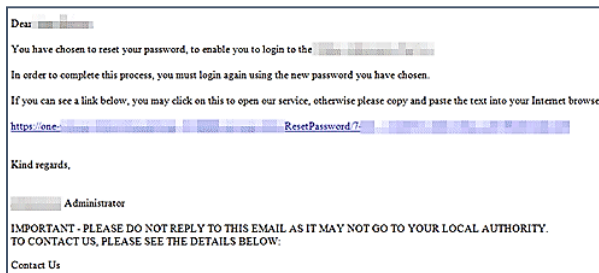 Dear
You have chosen to reset your password, to enable you to login to the
In order to complete this process, you must login again using the new password you have chosen.
If you can see a link below, you may click on this to open our service, otherwise please copy and paste the text into your Internet browse
https://one- ResetPassword/7-
Kind regards,
Administrator
IMPORTANT - PLEASE DO NOT REPLY TO THIS EMAIL AS IT MAY NOT GO TO YOUR LOCAL AUTHORITY.
TO CONTACT US, PLEASE SEE THE DETAILS BELOW:
Contact Us